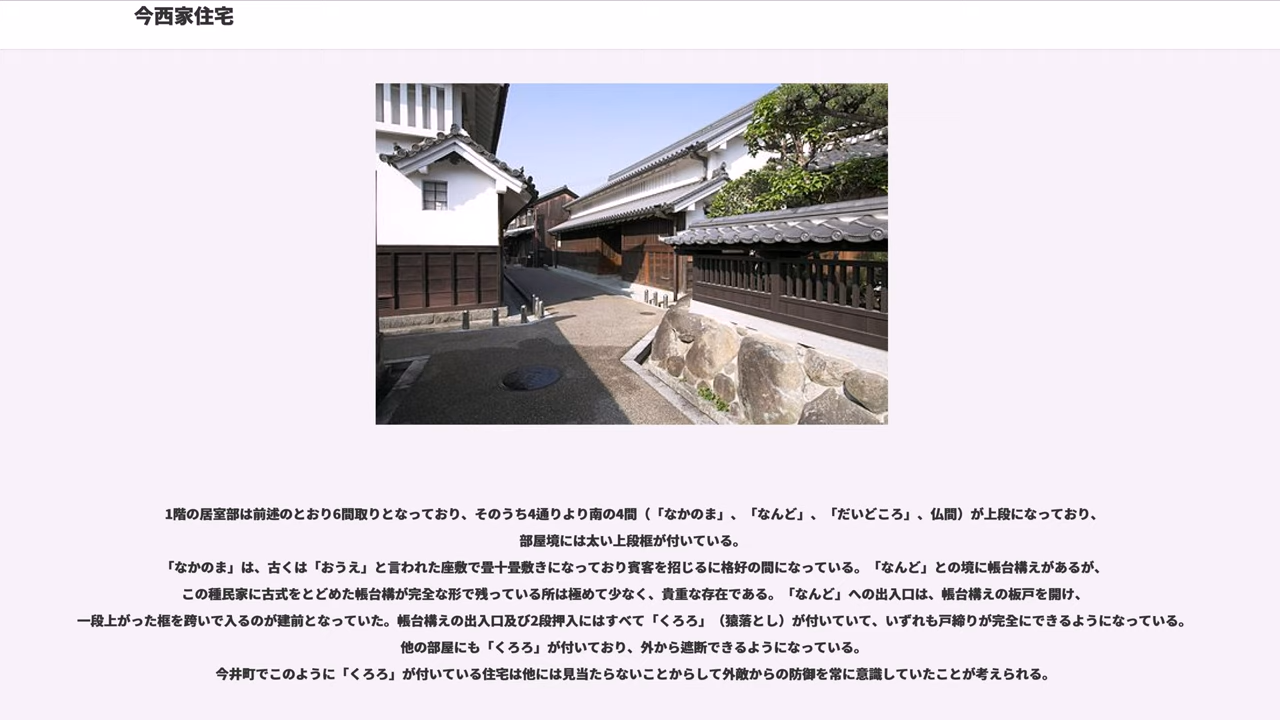 今西家住宅
1階の居室部は前述のとおり6間取りとなっており、そのうち4通りより南の4間（「なかのま」、「なんど」、「だいどころ」、仏間）が上段になっており、
部屋境には太い上段框が付いている。
「なかのま」は、古くは「おうえ」と言われた座敷で畳十畳敷きになっており賓客を招じるに格好の間になっている。「なんど」との境に帳台構えがあるが、
この種民家に古式をとどめた帳台構が完全な形で残っている所は極めて少なく、貴重な存在である。「なんど」への出入口は、帳台構えの板戸を開け、
一段上がった框を跨いで入るのが建前となっていた。帳台構えの出入口及び2段押入にはすべて「くろろ」（猿落とし）が付いていて、いずれも戸締りが完全にできるようになっている。
他の部屋にも「くろろ」が付いており、外から遮断できるようになっている。
今井町でこのように「くろろ」が付いている住宅は他には見当たらないことからして外敵からの防御を常に意識していたことが考えられる。